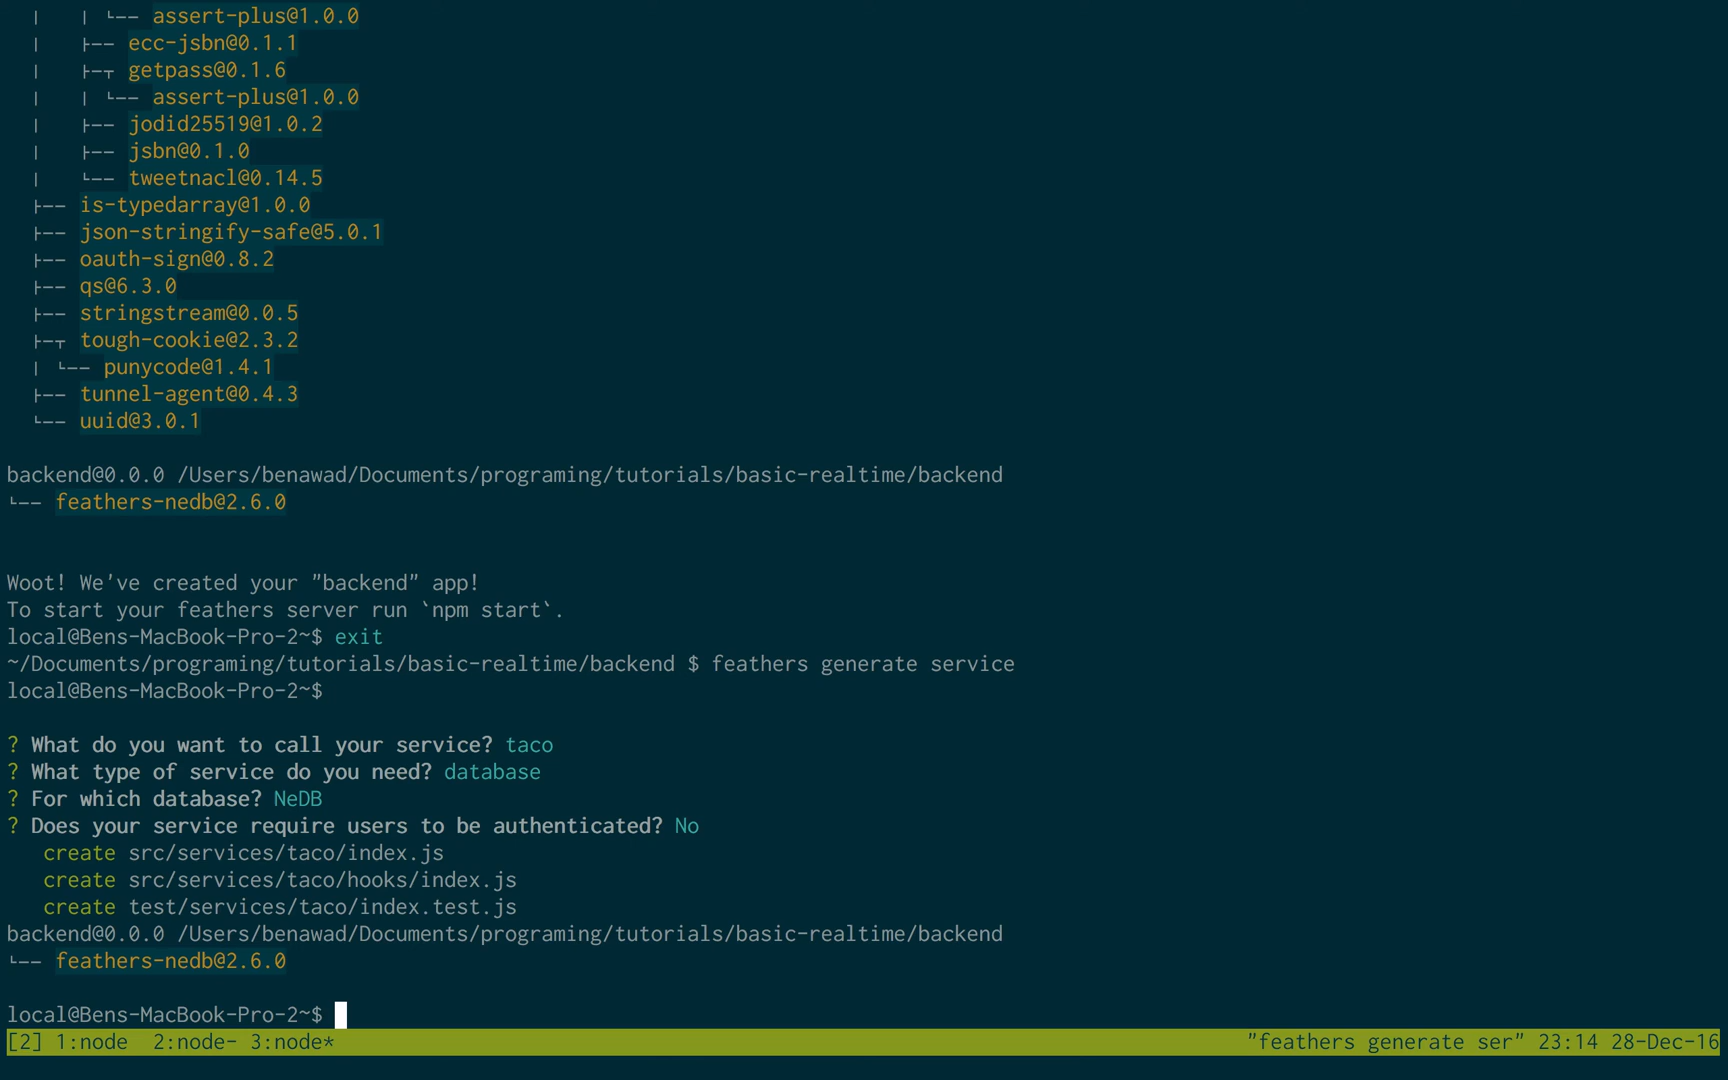 |   | └── assert-plus@1.0.0
|   ├── ecc-jsbn@0.1.1
|   ├─┬ getpass@0.1.6
|   | └── assert-plus@1.0.0
|   ├── jodid25519@1.0.2
|   ├── jsbn@0.1.0
|   └── tweetnacl@0.14.5
├── is-typedarray@1.0.0
├── json-stringify-safe@5.0.1
├── oauth-sign@0.8.2
├── qs@6.3.0
├── stringstream@0.0.5
├─┬ tough-cookie@2.3.2
| └── punycode@1.4.1
├── tunnel-agent@0.4.3
└── uuid@3.0.1
backend@0.0.0 /Users/benawad/Documents/programing/tutorials/basic-realtime/backend
└── feathers-nedb@2.6.0
Woot! We've created your "backend" app!
To start your feathers server run `npm start`.
local@Bens-MacBook-Pro-2~$ exit
~/Documents/programing/tutorials/basic-realtime/backend $ feathers generate service
local@Bens-MacBook-Pro-2~$
? What do you want to call your service? taco
? What type of service do you need? database
? For which database? NeDB
? Does your service require users to be authenticated? No
create src/services/taco/index.js
create src/services/taco/hooks/index.js
create test/services/taco/index.test.js
backend@0.0.0 /Users/benawad/Documents/programing/tutorials/basic-realtime/backend
└── feathers-nedb@2.6.0
local@Bens-MacBook-Pro-2~$
[2] 1:node  2:node- 3:node* "feathers generate ser" 23:14 28-Dec-16